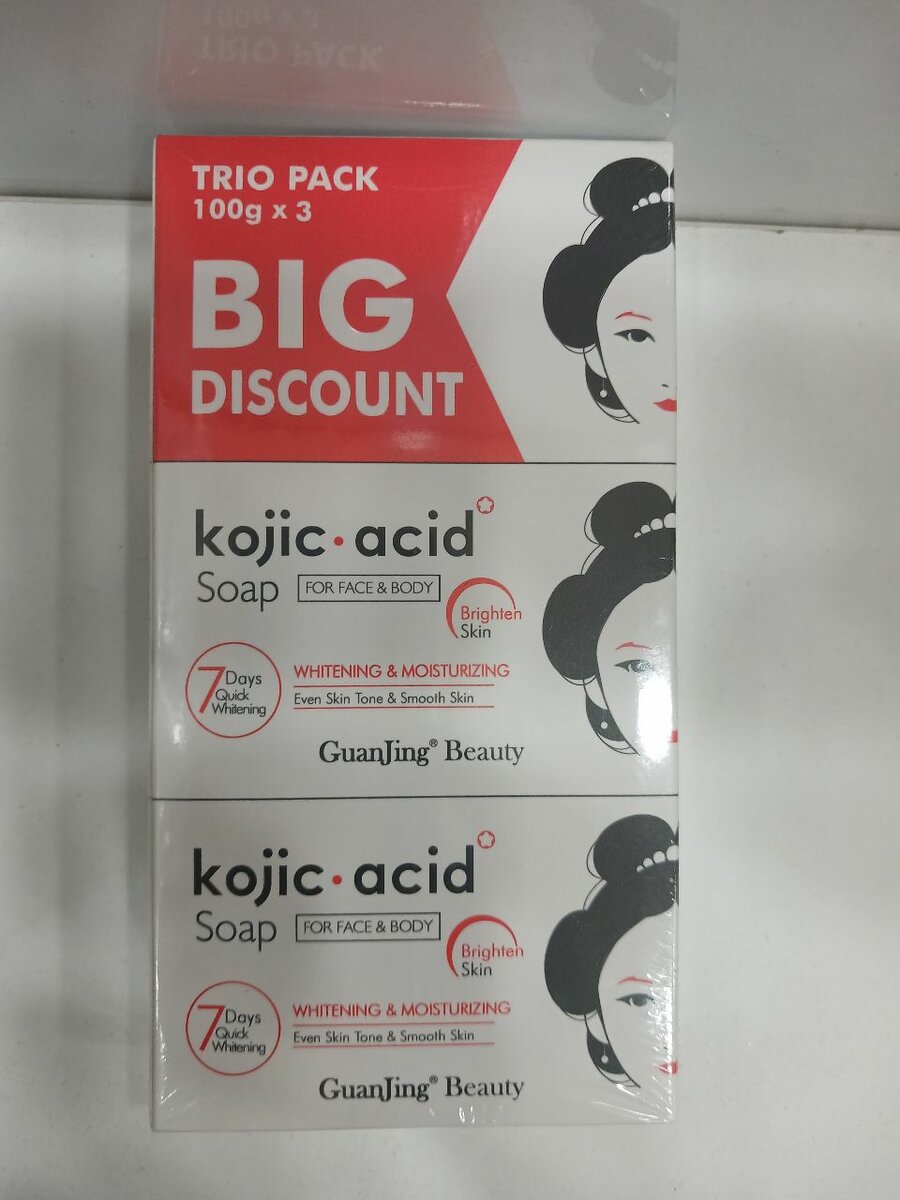 TRIO PACK
100g x 3
BIG
DISCOUNT
kojic·acid
Soap FOR FACE & BODY
Brighten
Skin
7 Days
Quick
Whitening
WHITENING & MOISTURIZING
Even Skin Tone & Smooth Skin
GuanJing® Beauty
kojic·acid
Soap FOR FACE & BODY
Brighten
Skin
7 Days
Quick
Whitening
WHITENING & MOISTURIZING
Even Skin Tone & Smooth Skin
GuanJing® Beauty